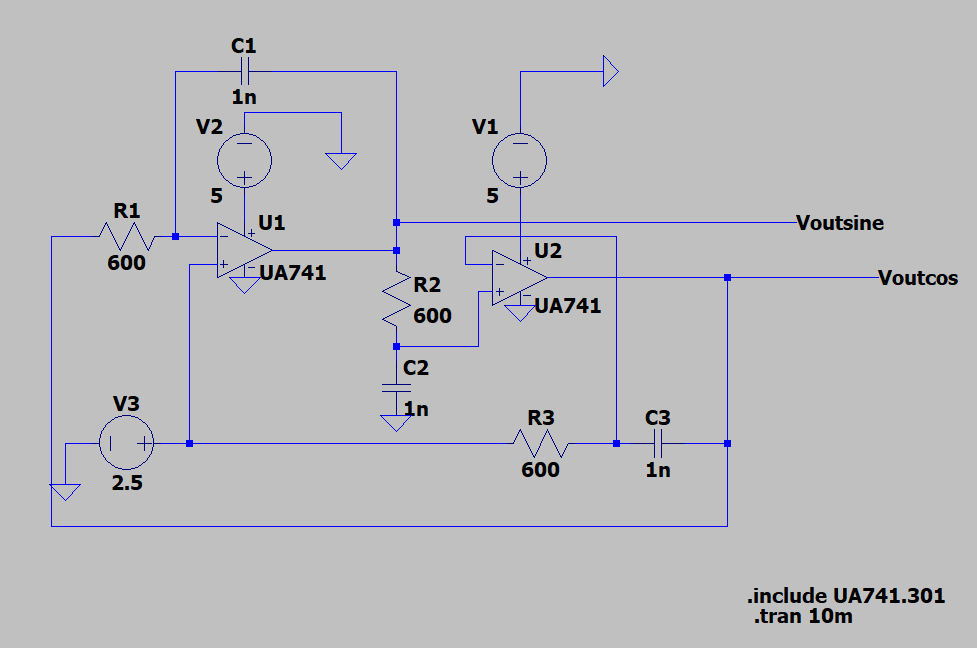 C1
1n
V2
5
V1
5
R1
600
U1
UA741
Voutsine
U2
UA741
Voutcos
R2
600
C2
1n
V3
2.5
R3
600
C3
1n
.include UA741.301
.tran 10m